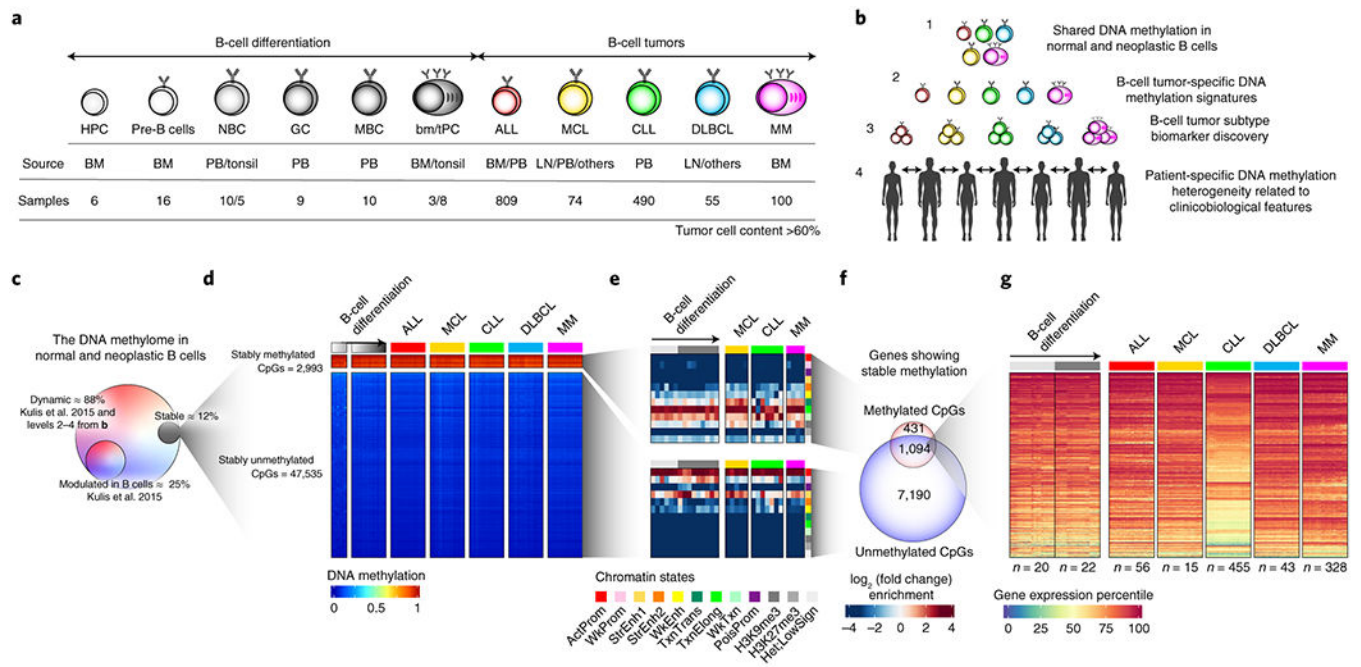 a
B-cell differentiation
B-cell tumors
HPC Pre-B cells NBC GC MBC bm/tPC ALL MCL CLL DLBCL MM
Source BM BM PB/tonsil PB PB BM/tonsil BM/PB LN/PB/others PB LN/others BM
Samples 6 16 10/5 9 10 3/8 809 74 490 55 100
Tumor cell content >60%
b
1
Shared DNA methylation in
normal and neoplastic B cells
2
B-cell tumor-specific DNA
methylation signatures
3
B-cell tumor subtype
biomarker discovery
4
Patient-specific DNA methylation
heterogeneity related to
clinicobiological features
c
The DNA methylome in
normal and neoplastic B cells
Dynamic ≈ 88%
Kulis et al. 2015 and
levels 2–4 from b
Stable ≈ 12%
Modulated in B cells ≈ 25%
Kulis et al. 2015
d
B-cell
differentiation
ALL
MCL
CLL
DLBCL
MM
Stably methylated
CpGs = 2,993
Stably unmethylated
CpGs = 47,535
DNA methylation
0 0.5 1
e
B-cell
differentiation
MCL
CLL
MM
Chromatin states
ActProm
WkProm
StrEnh1
StrEnh2
WkEnh
TxnTrans
TxnElong
WkTxn
PoisProm
H3K9me3
H3K27me3
Het;LowSign
f
Genes showing
stable methylation
Methylated CpGs
431
1,094
7,190
Unmethylated CpGs
log2 (fold change)
enrichment
−4 −2 0 2 4
g
B-cell
differentiation
ALL
MCL
CLL
DLBCL
MM
n = 20 n = 22 n = 56 n = 15 n = 455 n = 43 n = 328
Gene expression percentile
0 25 50 75 100